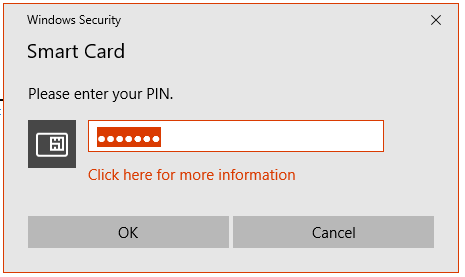 Windows Security
Smart Card
Please enter your PIN.
•••••••
Click here for more information
OK
Cancel